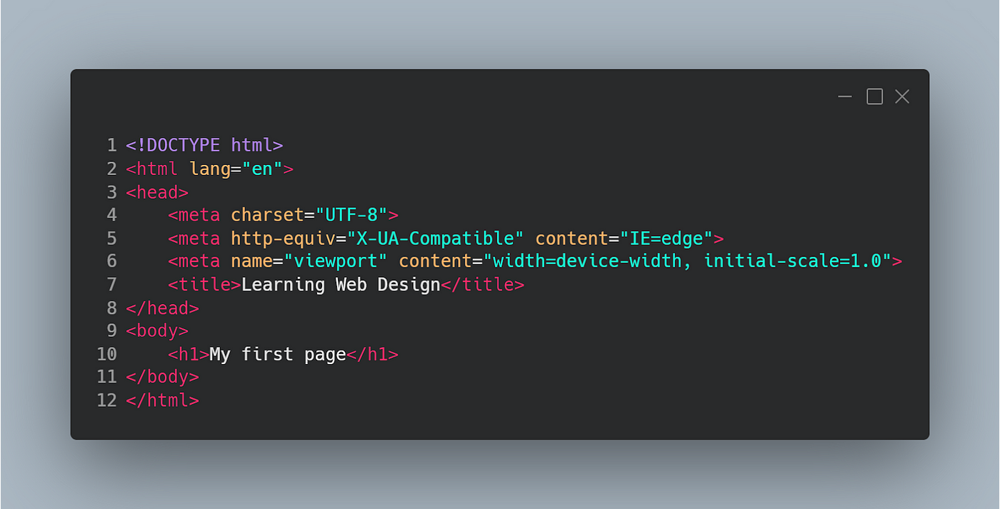 1 <!DOCTYPE html>
2 <html lang="en">
3 <head>
4     <meta charset="UTF-8">
5     <meta http-equiv="X-UA-Compatible" content="IE=edge">
6     <meta name="viewport" content="width=device-width, initial-scale=1.0">
7     <title>Learning Web Design</title>
8 </head>
9 <body>
10     <h1>My first page</h1>
11 </body>
12 </html>